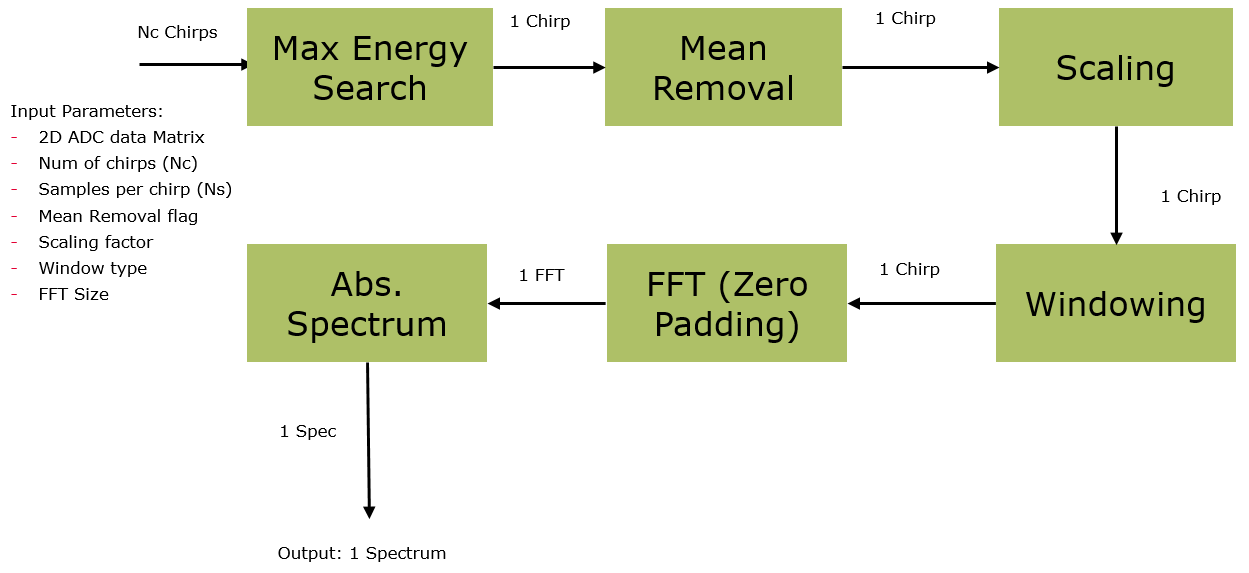 Nc Chirps
Max Energy
Search
1 Chirp
Mean
Removal
1 Chirp
Scaling
Input Parameters:
- 2D ADC data Matrix
- Num of chirps (Nc)
- Samples per chirp (Ns)
- Mean Removal flag
- Scaling factor
- Window type
- FFT Size
1 Chirp
Windowing
1 Chirp
FFT (Zero
Padding)
1 FFT
Abs.
Spectrum
1 Spec
Output: 1 Spectrum